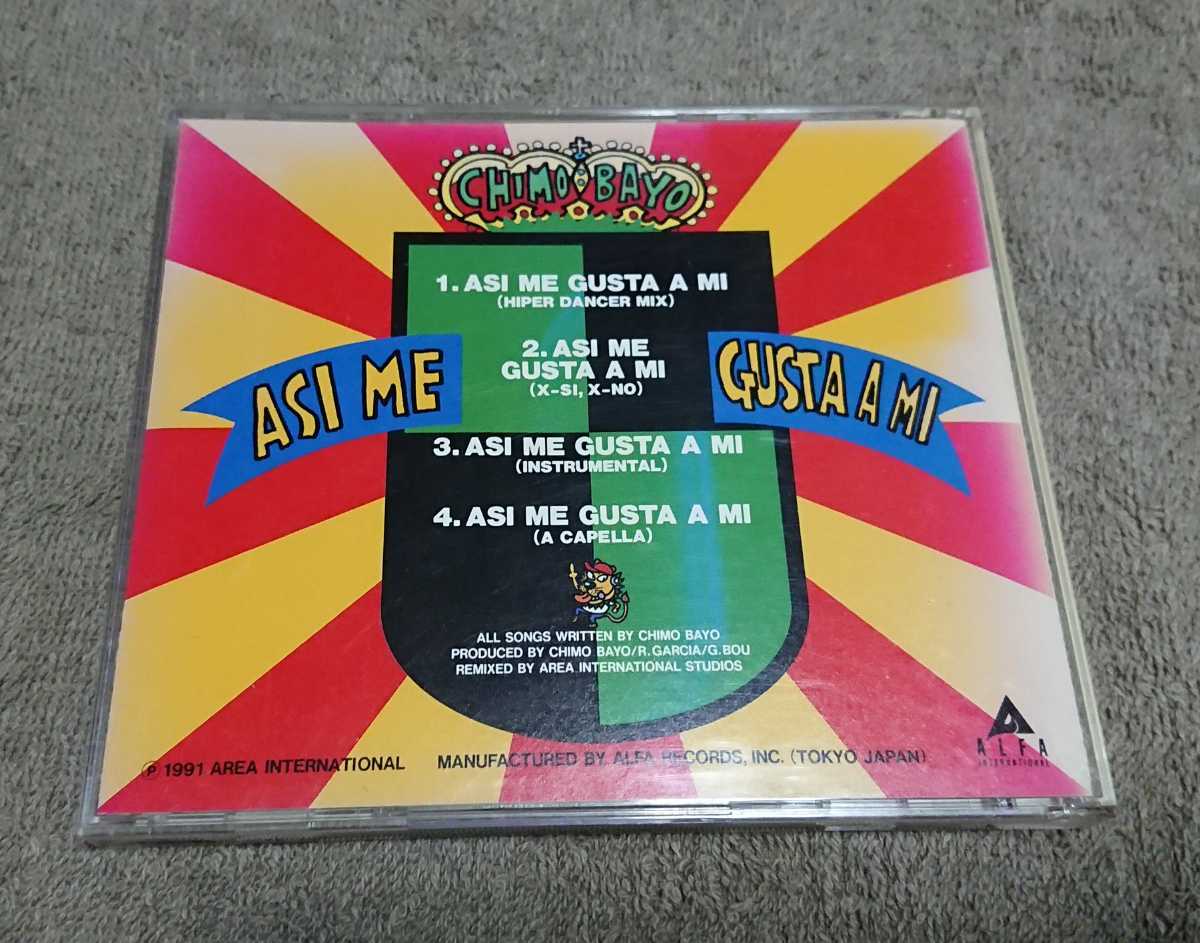 CHIMO BAYO
1. ASI ME GUSTA A MI
(HIPER DANCER MIX)
2. ASI ME
GUSTA A MI
(X-SI, X-NO)
ASI ME
GUSTA A MI
3. ASI ME GUSTA A MI
(INSTRUMENTAL)
4. ASI ME GUSTA A MI
(A CAPELLA)
ALL SONGS WRITTEN BY CHIMO BAYO
PRODUCED BY CHIMO BAYO/R.GARCIA/G.BOU
REMIXED BY AREA INTERNATIONAL STUDIOS
Ⓟ 1991 AREA INTERNATIONAL
MANUFACTURED BY ALFA RECORDS, INC. (TOKYO JAPAN)
ALFA
INTERNATIONAL